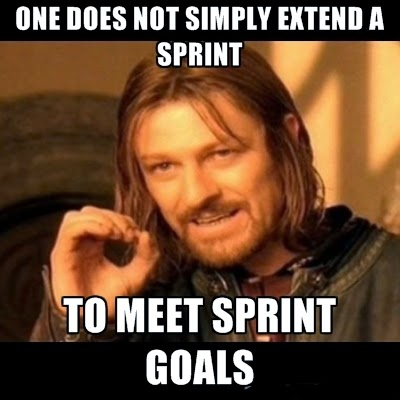 ONE DOES NOT SIMPLY EXTEND A
SPRINT
TO MEET SPRINT
GOALS